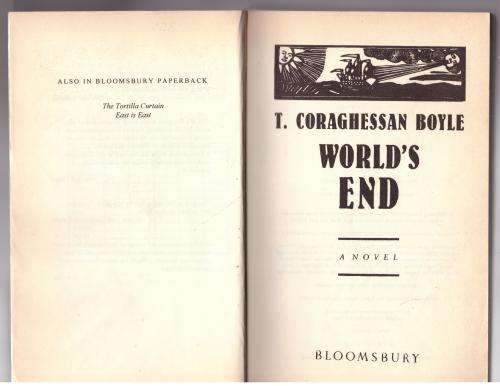 ALSO IN BLOOMSBURY PAPERBACK
The Tortilla Curtain
East is East
T. CORAGHESSAN BOYLE
WORLD'S
END
A NOVEL
BLOOMSBURY